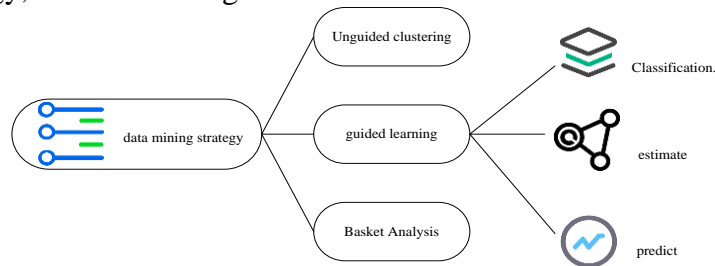 Unguided clustering
Classification.
data mining strategy
guided learning
estimate
Basket Analysis
predict